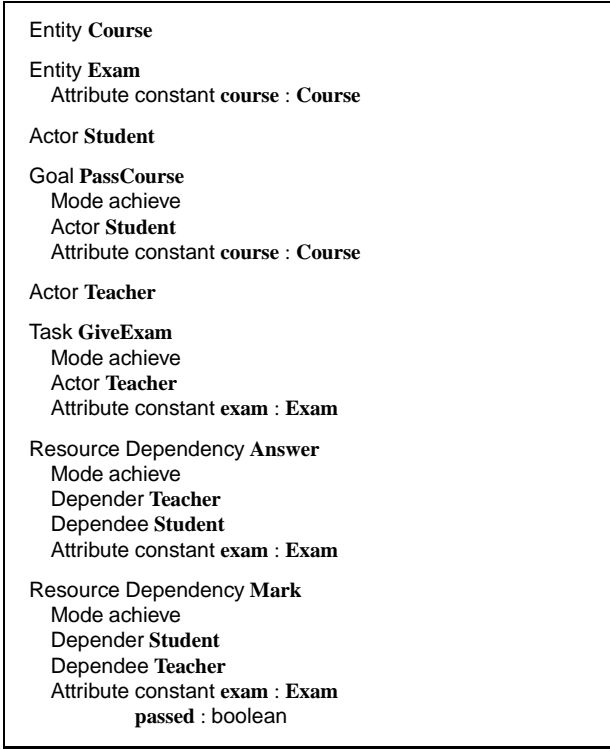 Entity Course
Entity Exam
Attribute constant course : Course
Actor Student
Goal PassCourse
Mode achieve
Actor Student
Attribute constant course : Course
Actor Teacher
Task GiveExam
Mode achieve
Actor Teacher
Attribute constant exam : Exam
Resource Dependency Answer
Mode achieve
Depender Teacher
Dependee Student
Attribute constant exam : Exam
Resource Dependency Mark
Mode achieve
Depender Student
Dependee Teacher
Attribute constant exam : Exam
passed : boolean